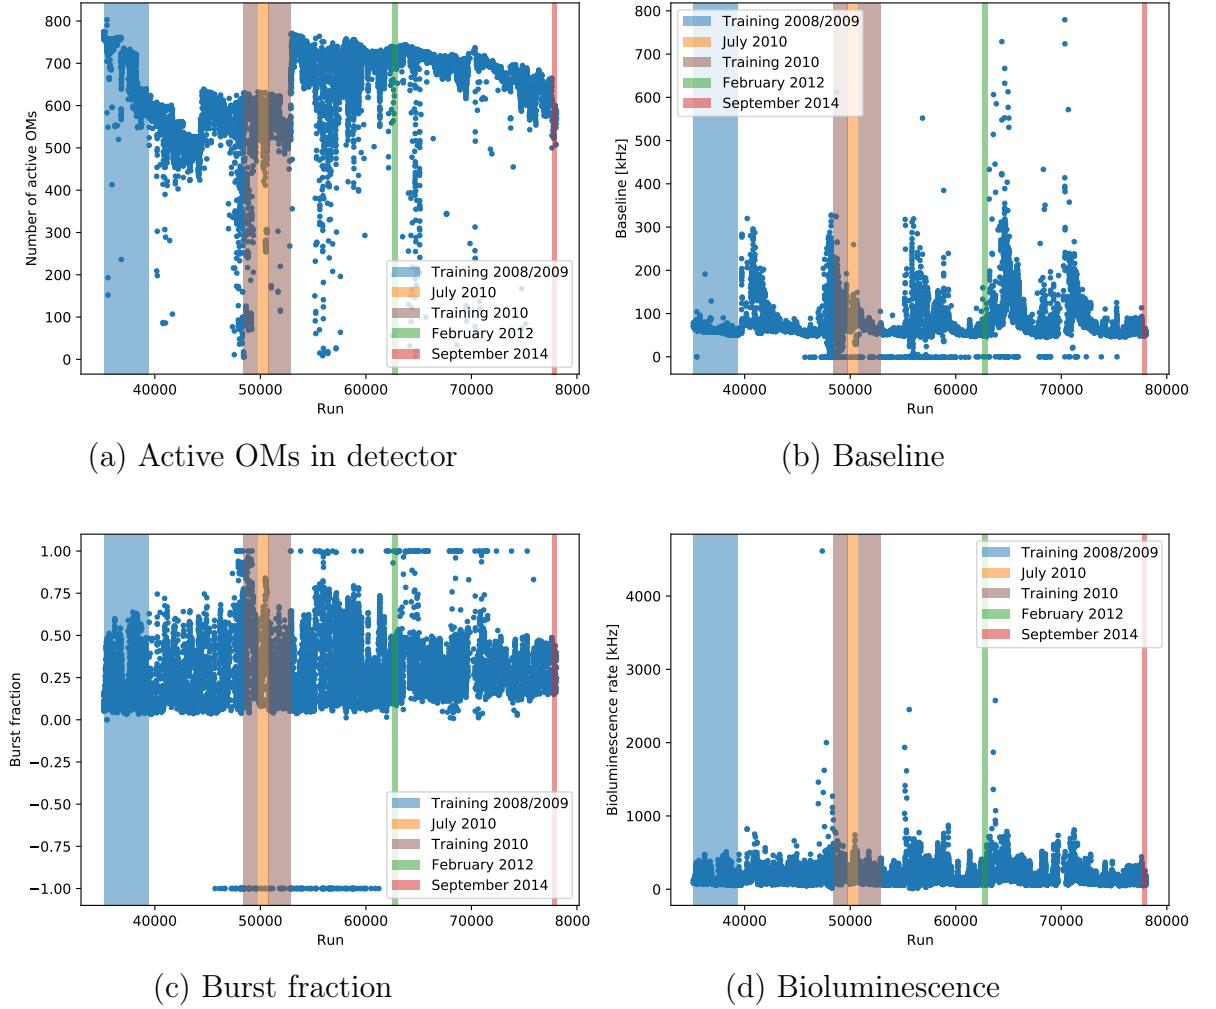 800
700
600
500
400
300
200
100
0
Number of active OMs
40000 50000 60000 70000 80000
Run
Training 2008/2009
July 2010
Training 2010
February 2012
September 2014
(a) Active OMs in detector
800
700
600
500
400
300
200
100
0
Baseline [kHz]
40000 50000 60000 70000 80000
Run
Training 2008/2009
July 2010
Training 2010
February 2012
September 2014
(b) Baseline
1.00
0.75
0.50
0.25
0.00
−0.25
−0.50
−0.75
−1.00
Burst fraction
40000 50000 60000 70000 80000
Run
Training 2008/2009
July 2010
Training 2010
February 2012
September 2014
(c) Burst fraction
4000
3000
2000
1000
0
Bioluminescence rate [kHz]
40000 50000 60000 70000 80000
Run
Training 2008/2009
July 2010
Training 2010
February 2012
September 2014
(d) Bioluminescence